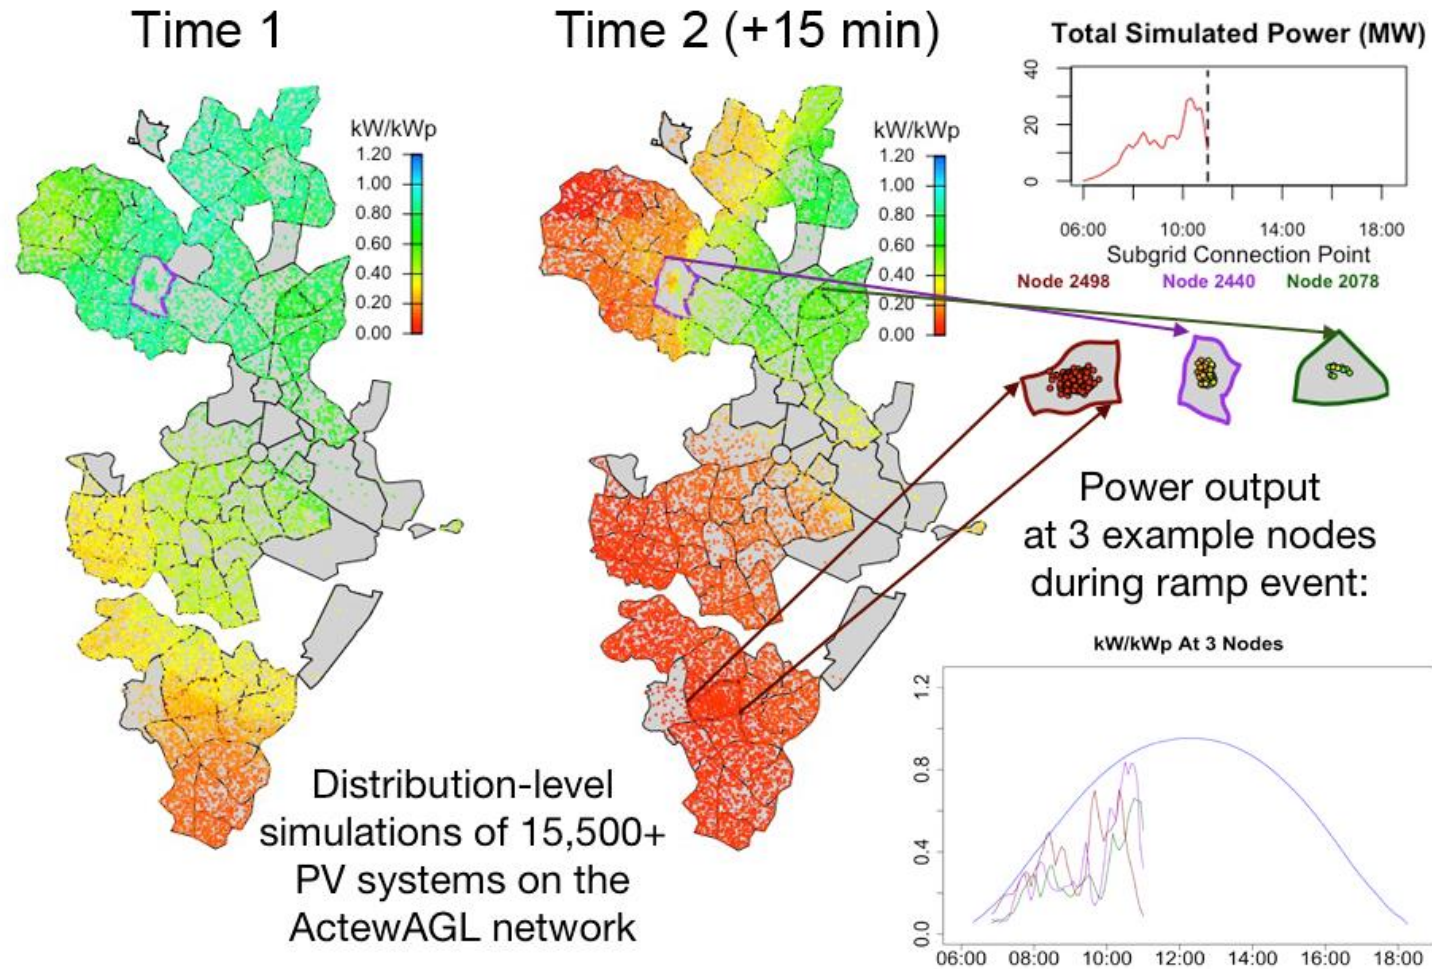 Time 1
Time 2 (+15 min)
kW/kWp
1.20
1.00
0.80
0.60
0.40
0.20
0.00
kW/kWp
1.20
1.00
0.80
0.60
0.40
0.20
0.00
Total Simulated Power (MW)
40
20
0
06:00 10:00 14:00 18:00
Subgrid Connection Point
Node 2498 Node 2440 Node 2078
Power output
at 3 example nodes
during ramp event:
Distribution-level
simulations of 15,500+
PV systems on the
ActewAGL network
kW/kWp At 3 Nodes
1.2
0.8
0.4
0.0
06:00 08:00 10:00 12:00 14:00 16:00 18:00